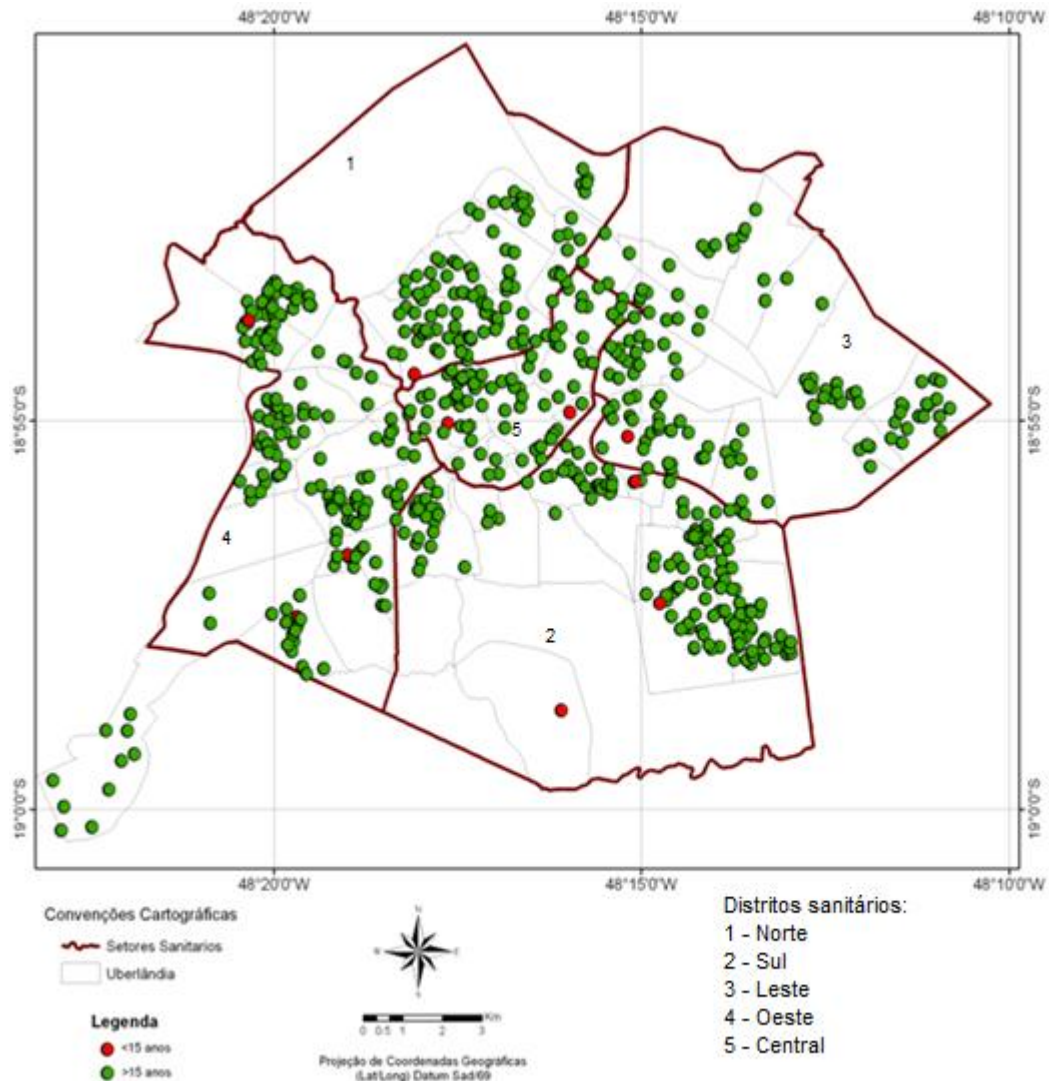 48°20'0"W 48°15'0"W 48°10'0"W
1
3
18°55'0"S 18°55'0"S
5
4
2
19°0'0"S 19°0'0"S
48°20'0"W 48°15'0"W 48°10'0"W
Convenções Cartográficas
Setores Sanitarios
Uberlândia
Legenda
<15 anos
>15 anos
N
E
S
Km
0 0.5 1 2 3
Projeção de Coordenadas Geográficas
(Lat/Long) Datum Sad/69
Distritos sanitários:
1 - Norte
2 - Sul
3 - Leste
4 - Oeste
5 - Central